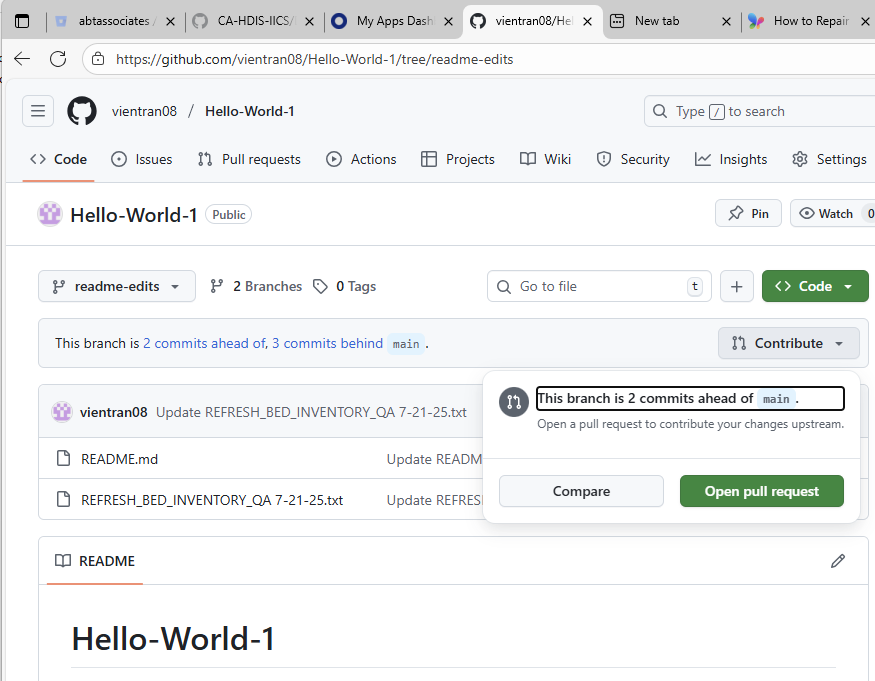 abtassociates /
CA-HDIS-IICS/
My Apps Dash
vientran08/Hel
New tab
How to Repair
https://github.com/vientran08/Hello-World-1/tree/readme-edits
vientran08 / Hello-World-1
Type / to search
Code Issues Pull requests Actions Projects Wiki Security Insights Settings
Hello-World-1 Public
Pin
Watch 0
readme-edits
2 Branches
0 Tags
Go to file t
+
<> Code
This branch is 2 commits ahead of, 3 commits behind main .
Contribute
This branch is 2 commits ahead of main .
Open a pull request to contribute your changes upstream.
Compare
Open pull request
vientran08 Update REFRESH_BED_INVENTORY_QA 7-21-25.txt
README.md Update READM
REFRESH_BED_INVENTORY_QA 7-21-25.txt Update REFRES
README
Hello-World-1